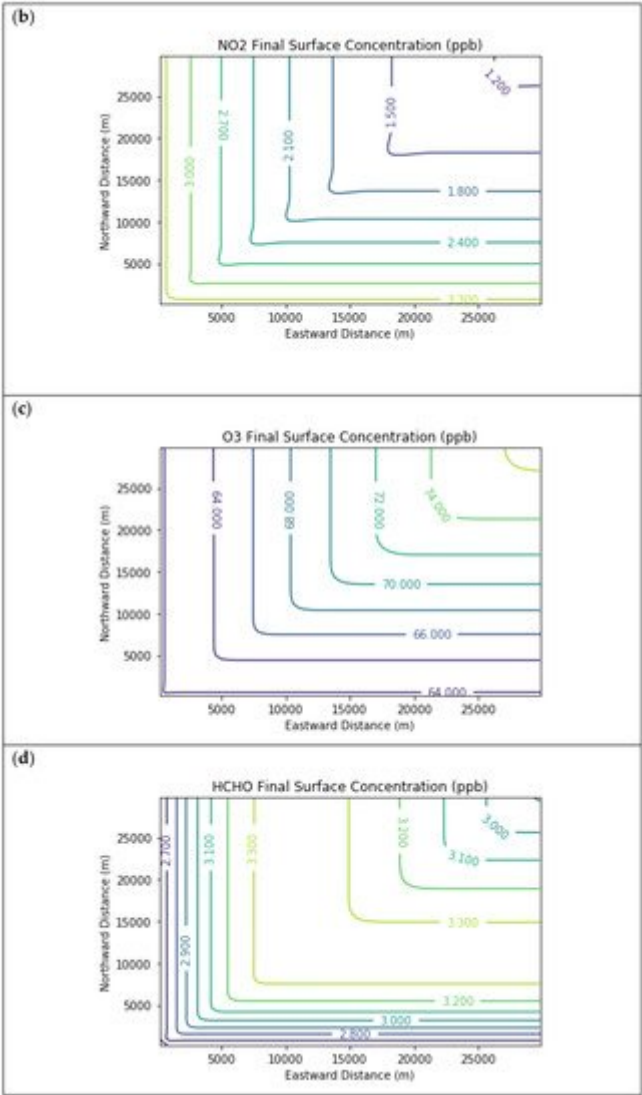 (b)
NO2 Final Surface Concentration (ppb)
Northward Distance (m)
25000
20000
15000
10000
5000
3.000
2.700
2.100
1.500
1.200
1.800
2.400
3.300
5000 10000 15000 20000 25000
Eastward Distance (m)
(c)
O3 Final Surface Concentration (ppb)
Northward Distance (m)
25000
20000
15000
10000
5000
64.000
68.000
72.000
74.000
70.000
66.000
64.000
5000 10000 15000 20000 25000
Eastward Distance (m)
(d)
HCHO Final Surface Concentration (ppb)
Northward Distance (m)
25000
20000
15000
10000
5000
2.700
2.900
3.100
3.300
3.200
3.100
3.000
3.300
3.200
3.000
2.800
5000 10000 15000 20000 25000
Eastward Distance (m)